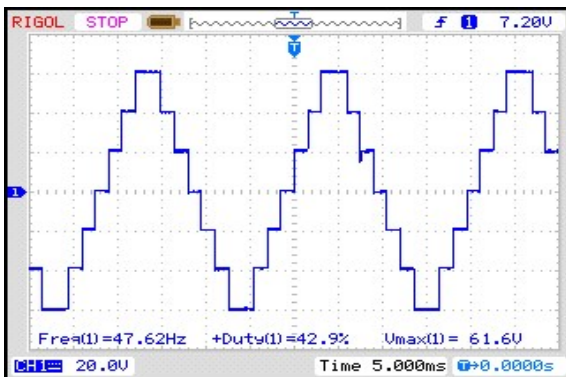 RIGOL STOP T f 1 7.20V
T
1
Freq(1)=47.62Hz +Duty(1)=42.9% Vmax(1)= 61.6V
CH1 20.0V Time 5.000ms T→0.0000s